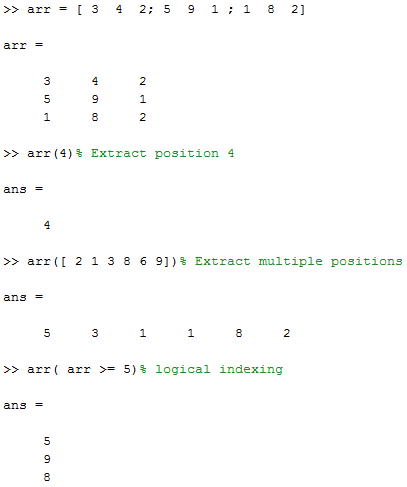 >> arr = [ 3 4 2; 5 9 1 ; 1 8 2]
arr =
3 4 2
5 9 1
1 8 2
>> arr(4)% Extract position 4
ans =
4
>> arr([ 2 1 3 8 6 9])% Extract multiple positions
ans =
5 3 1 1 8 2
>> arr( arr >= 5)% logical indexing
ans =
5
9
8